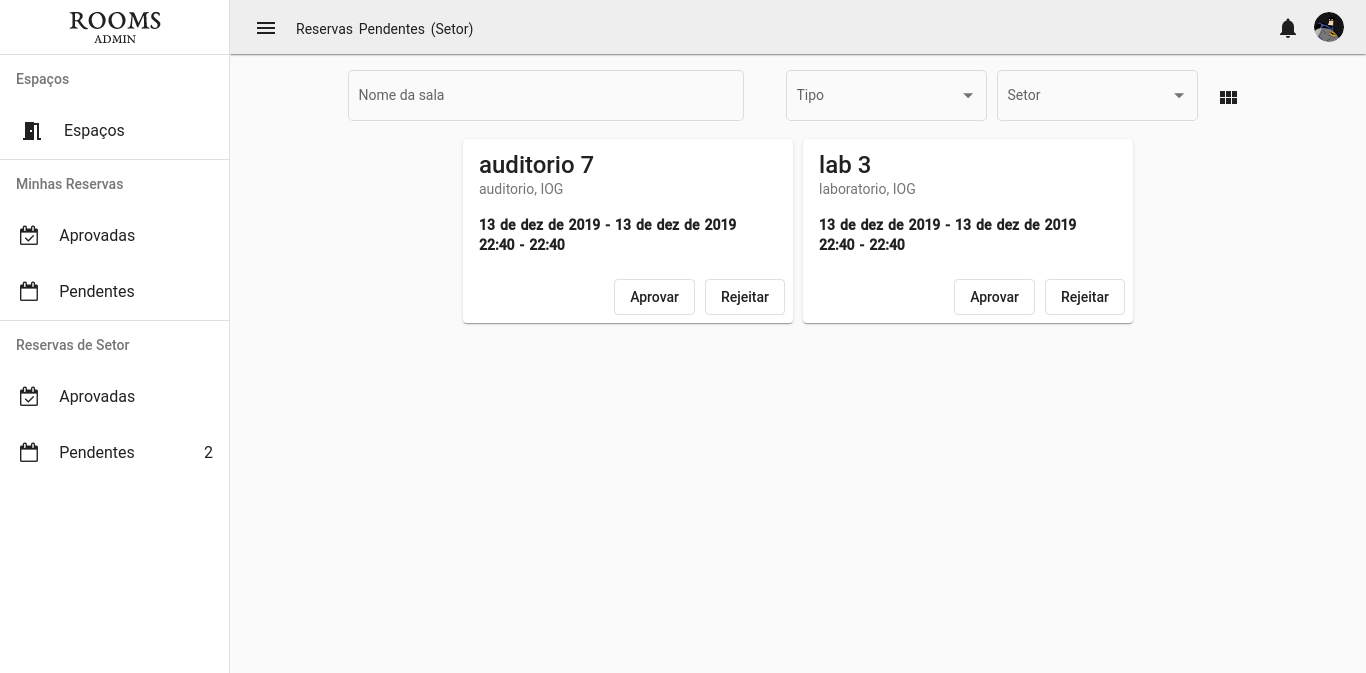 ROOMS
ADMIN
Espaços
Espaços
Minhas Reservas
Aprovadas
Pendentes
Reservas de Setor
Aprovadas
Pendentes 2
Reservas Pendentes (Setor)
Nome da sala
Tipo
Setor
auditorio 7
auditorio, IOG
13 de dez de 2019 - 13 de dez de 2019
22:40 - 22:40
Aprovar
Rejeitar
lab 3
laboratorio, IOG
13 de dez de 2019 - 13 de dez de 2019
22:40 - 22:40
Aprovar
Rejeitar